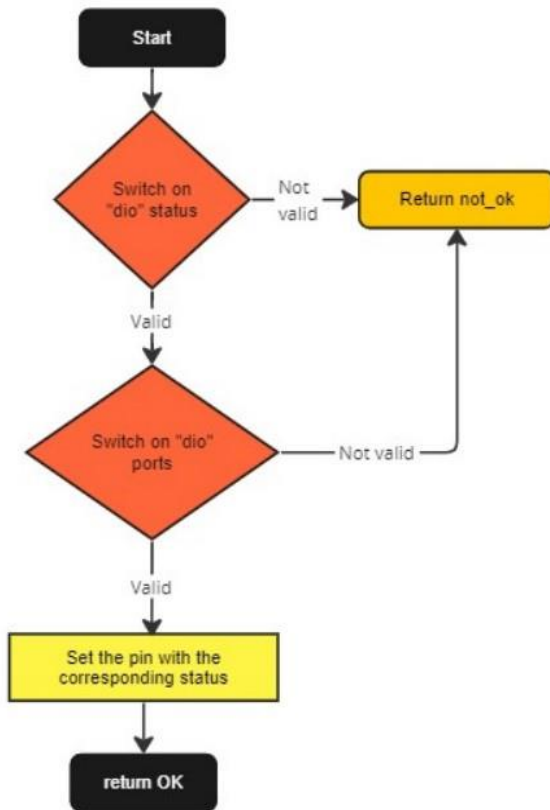 Start
Switch on
"dio" status
Not
valid
Return not_ok
Valid
Switch on "dio"
ports
Not valid
Valid
Set the pin with the
corresponding status
return OK